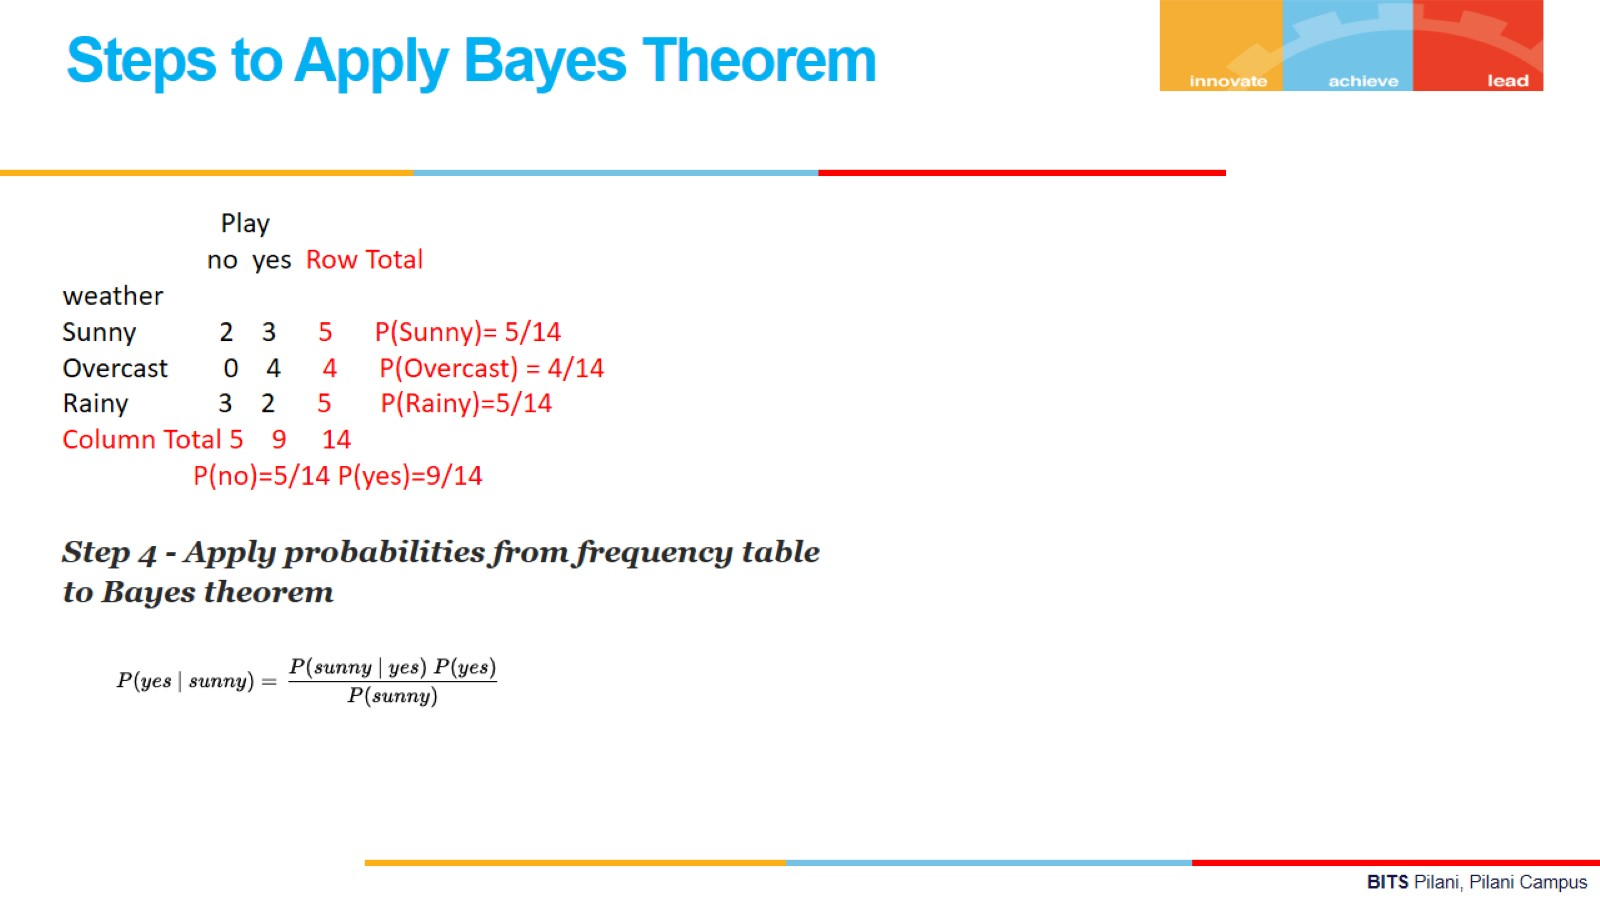 Steps to Apply Bayes Theorem
innovate achieve lead
Play
no yes Row Total
weather
Sunny 2 3 5 P(Sunny)= 5/14
Overcast 0 4 4 P(Overcast) = 4/14
Rainy 3 2 5 P(Rainy)=5/14
Column Total 5 9 14
P(no)=5/14 P(yes)=9/14
Step 4 - Apply probabilities from frequency table
to Bayes theorem
P(yes | sunny) = P(sunny | yes) P(yes)
P(sunny)
BITS Pilani, Pilani Campus